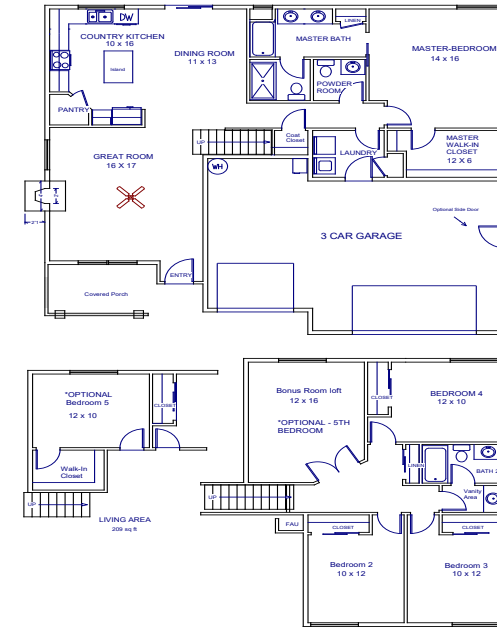 DW
COUNTRY KITCHEN
10 x 16
Island
DINING ROOM
11 x 13
LINEN
MASTER BATH
MASTER-BEDROOM
14 x 16
POWDER
ROOM
PANTRY
UP
Coat
Closet
LAUNDRY
MASTER
WALK-IN
CLOSET
12 X 6
GREAT ROOM
16 X 17
WH
Optional Side Door
3 CAR GARAGE
ENTRY
Covered Porch
*OPTIONAL
Bedroom 5
12 x 10
CLOSET
Walk-In
Closet
UP
LIVING AREA
209 sq ft
Bonus Room loft
12 x 16
*OPTIONAL - 5TH
BEDROOM
CLOSET
BEDROOM 4
12 x 10
LINEN
BATH 2
Vanity
Area
UP
FAU
CLOSET
CLOSET
Bedroom 2
10 x 12
Bedroom 3
10 x 12